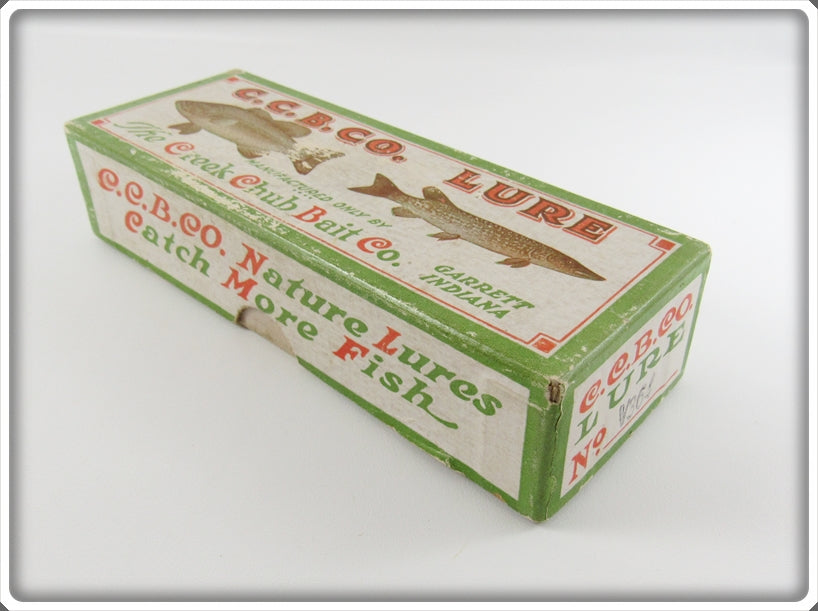 C.C.B.CO. LURE
MANUFACTURED ONLY BY
The Creek Chub Bait Co.
GARRETT
INDIANA
C.C.B.CO. Nature Lures
Catch More Fish
C.C.B.CO.
LURE
No